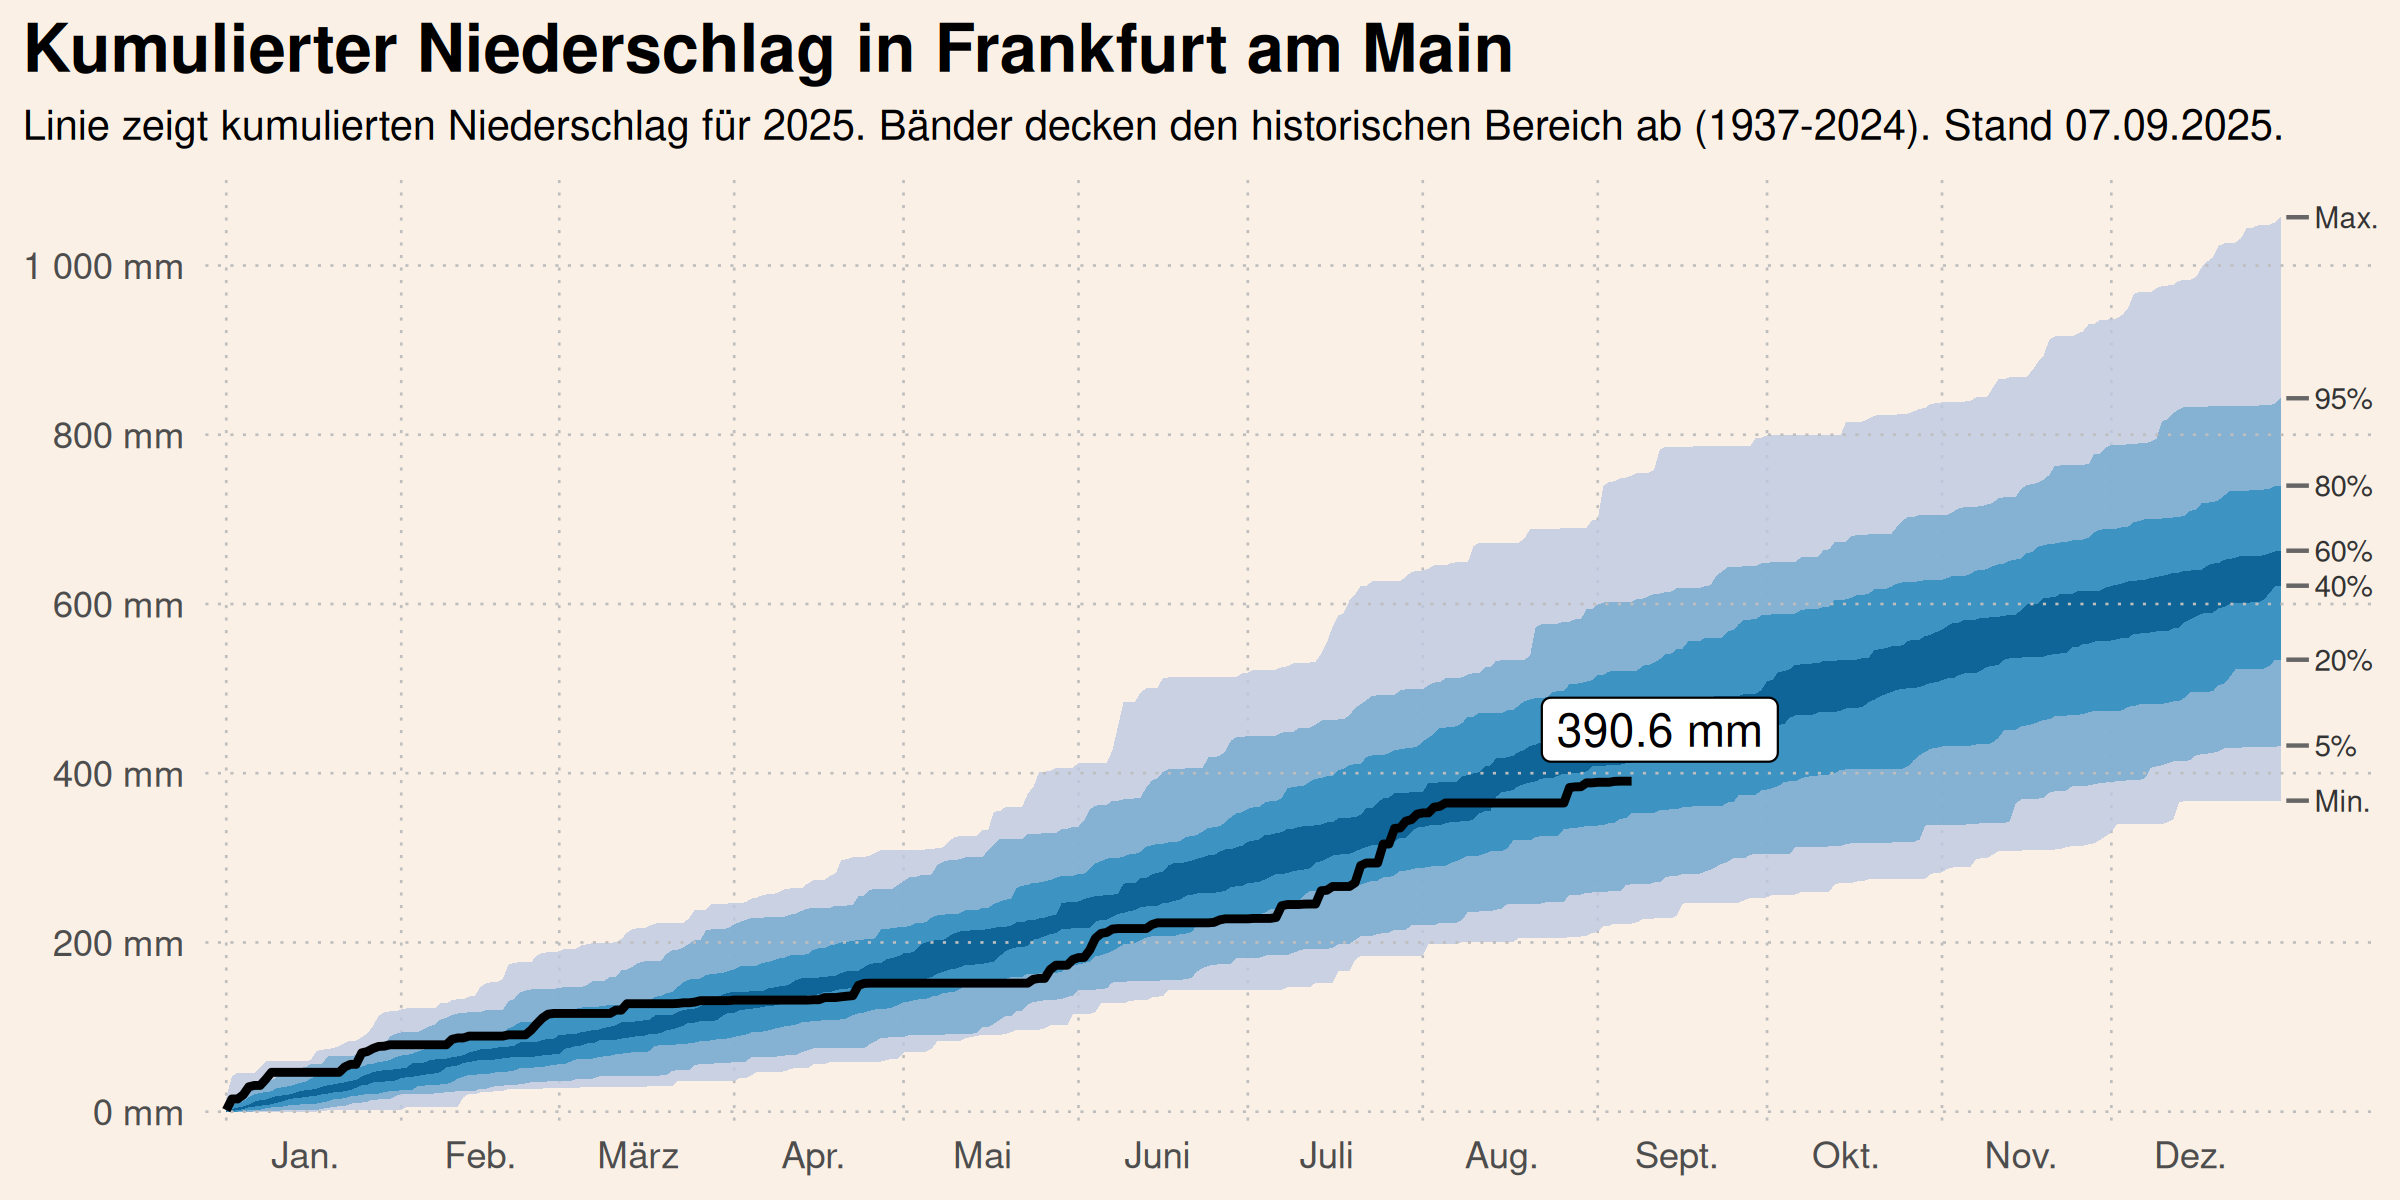 Kumulierter Niederschlag in Frankfurt am Main
Linie zeigt kumulierten Niederschlag für 2025. Bänder decken den historischen Bereich ab (1937-2024). Stand 07.09.2025.
Max.
1 000 mm
95%
800 mm
80%
60%
40%
600 mm
20%
390.6 mm
5%
400 mm
Min.
200 mm
0 mm
Jan. Feb. März Apr. Mai Juni Juli Aug. Sept. Okt. Nov. Dez.